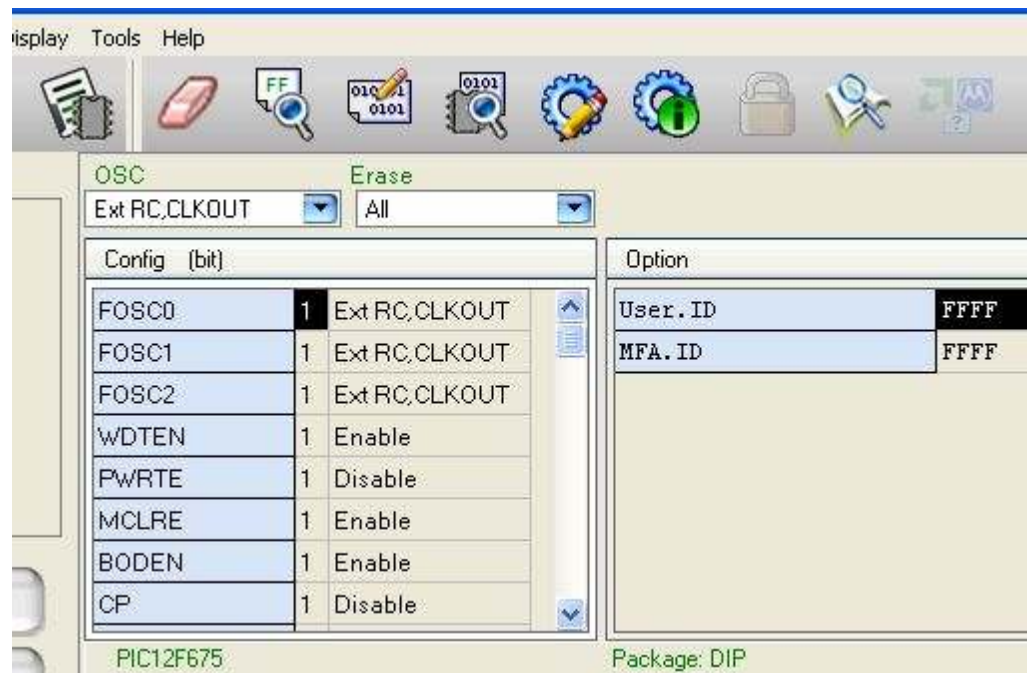 Tools Help
FF
0101
0101
OSC Erase
Ext RC,CLKOUT All
Config (bit) Option
FOSC0 1 Ext RC,CLKOUT User.ID FFFF
FOSC1 1 Ext RC,CLKOUT MFA.ID FFFF
FOSC2 1 Ext RC,CLKOUT
WDTEN 1 Enable
PWRTE 1 Disable
MCLRE 1 Enable
BODEN 1 Enable
CP 1 Disable
PIC12F675 Package: DIP